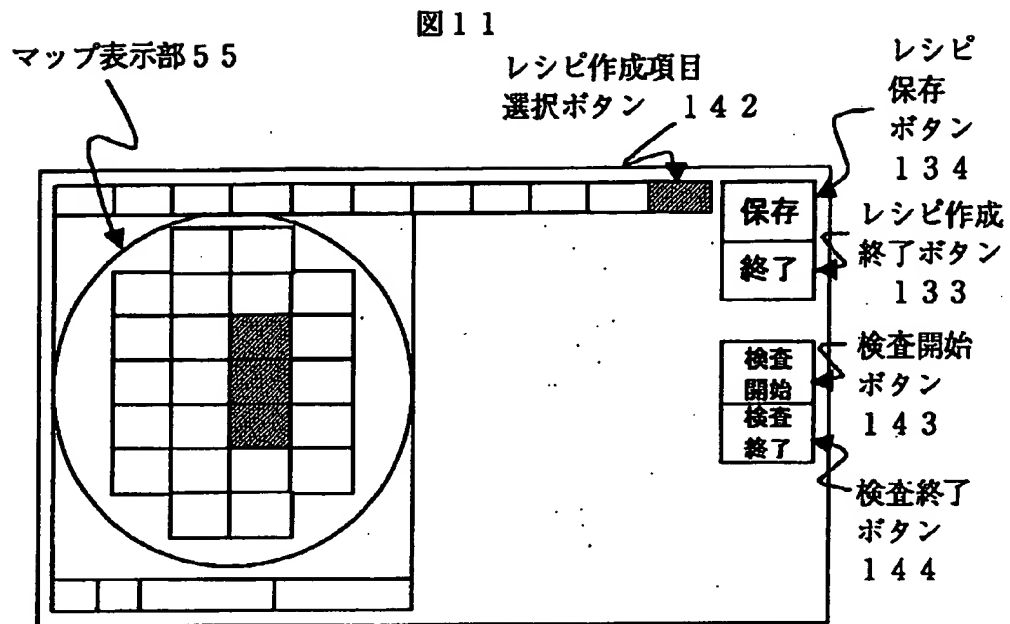 図11
マップ表示部55
レシピ作成項目
選択ボタン 142
レシピ
保存
ボタン
134
レシピ作成
終了ボタン
133
検査開始
ボタン
143
検査終了
ボタン
144
保存
終了
検査
開始
検査
終了